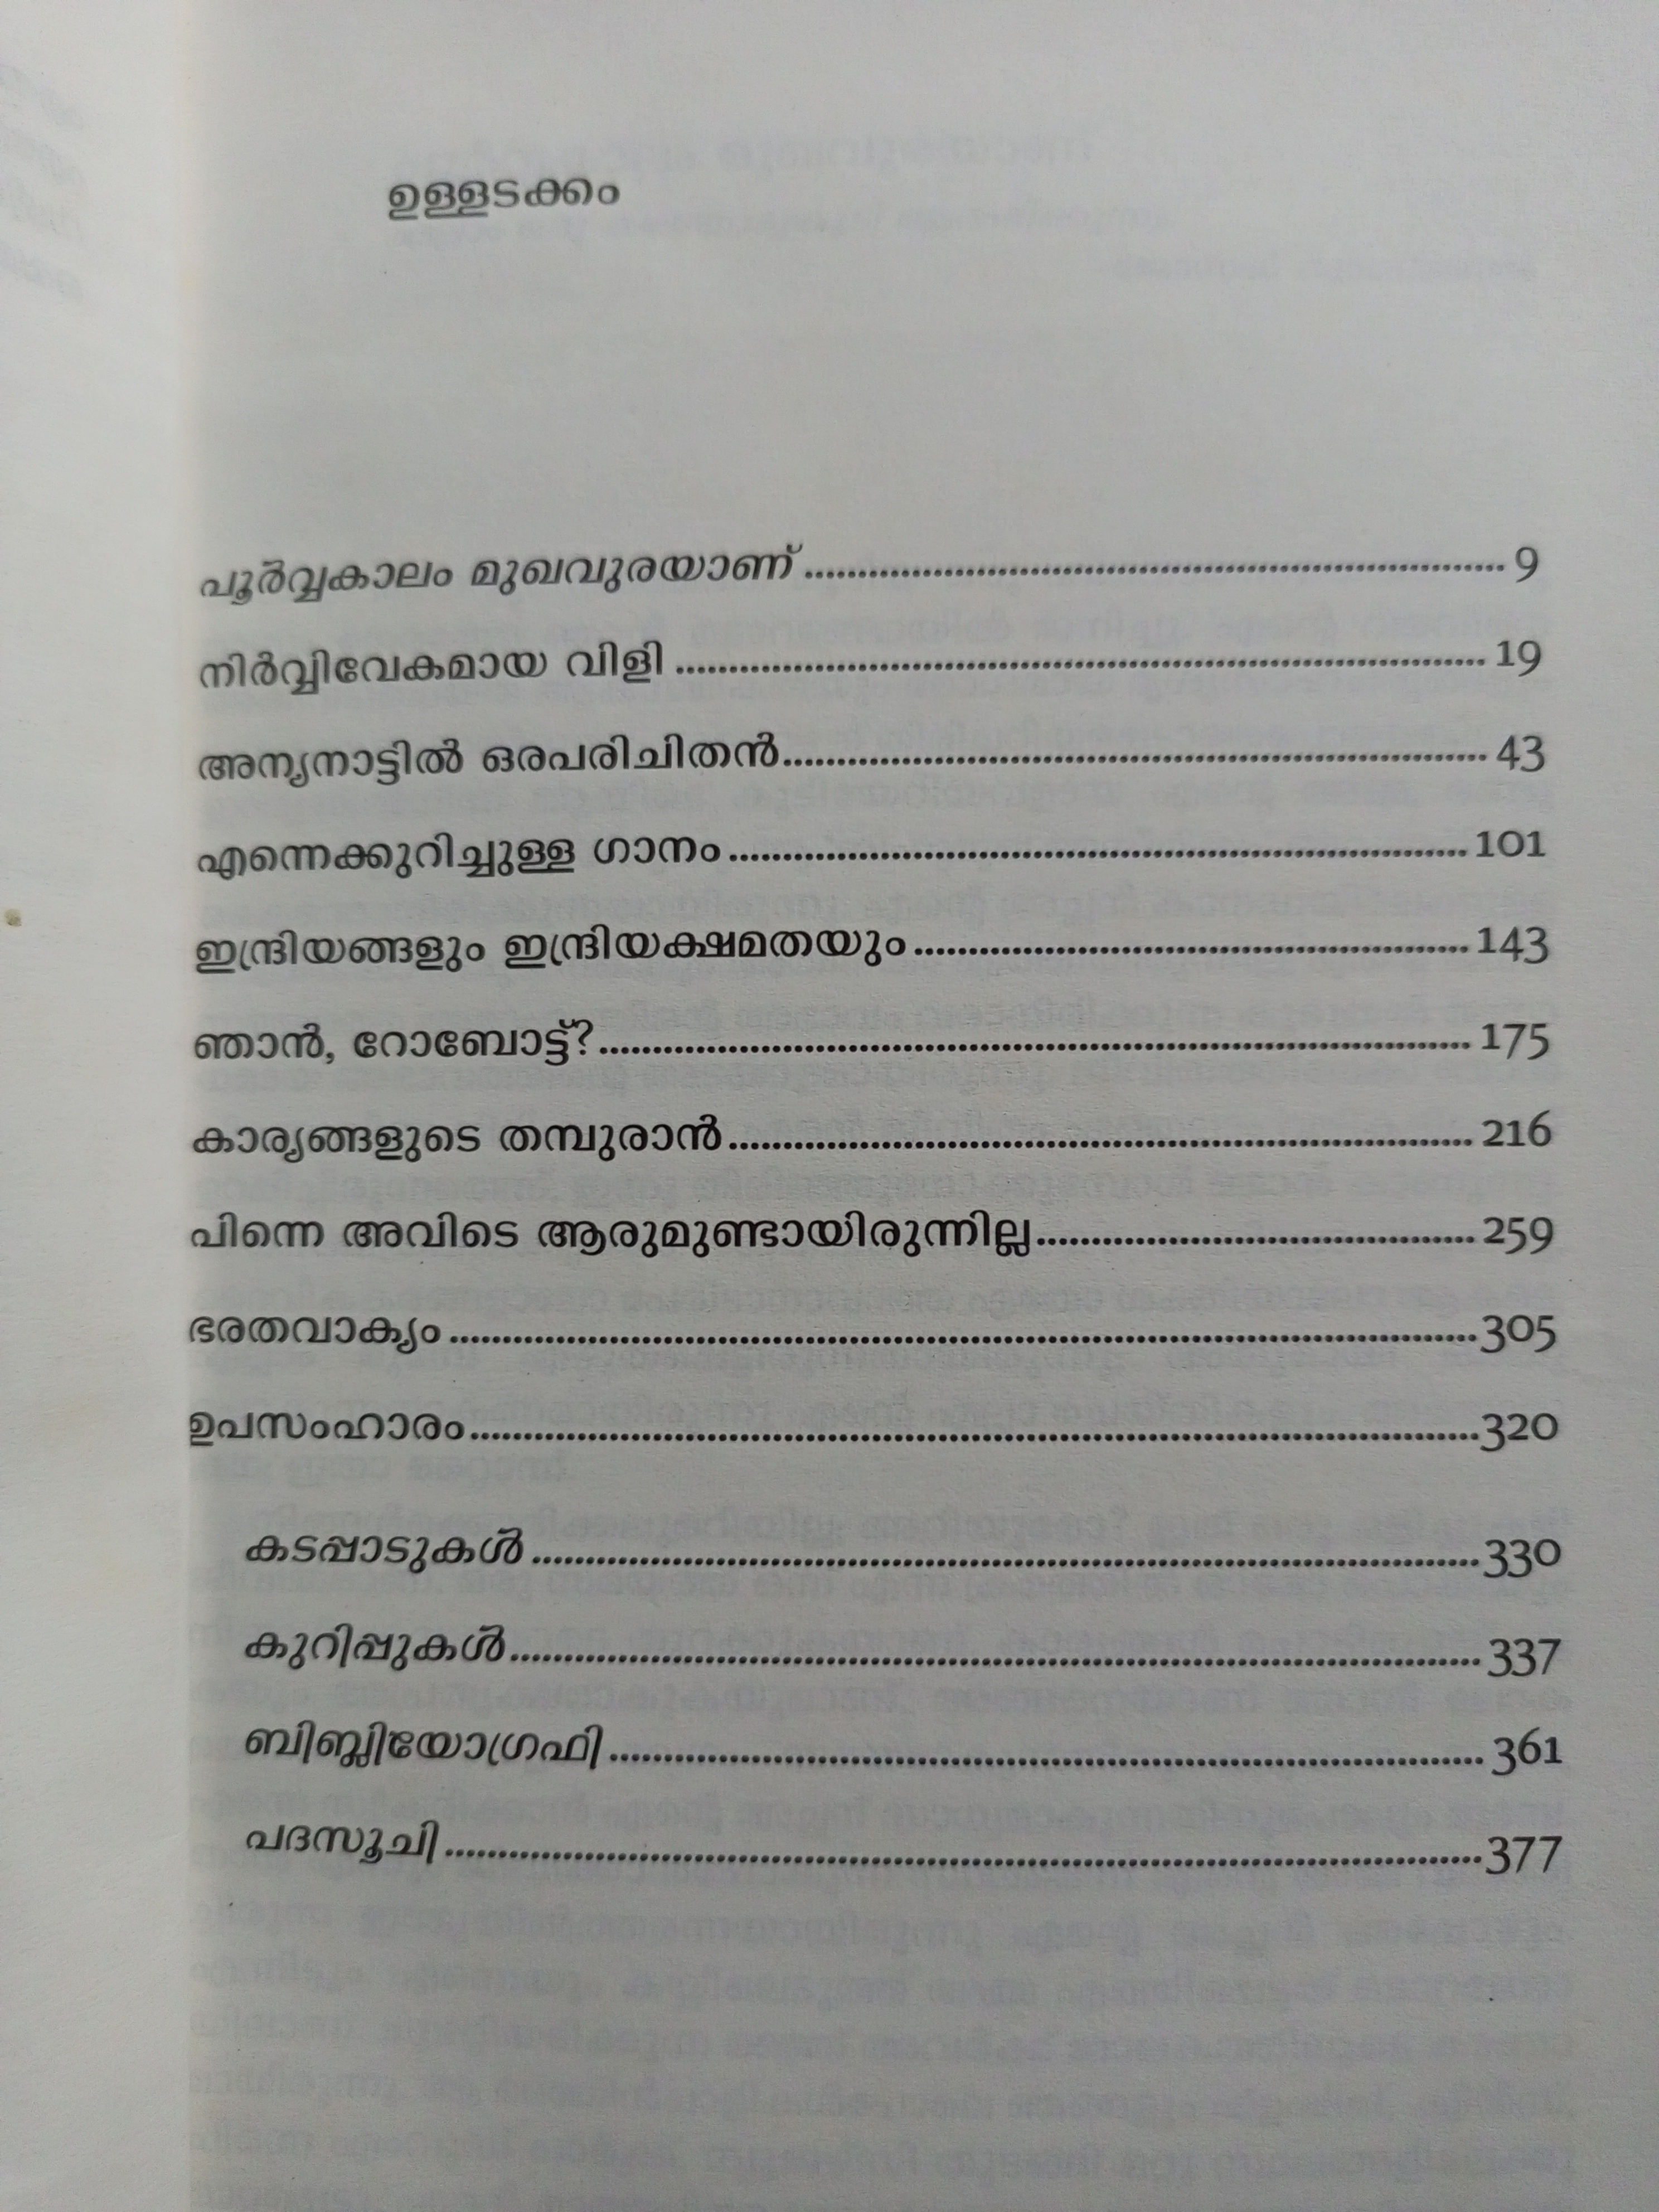 ഉള്ളടക്കം
പൂർവ്വകാലം മുഖവുരയാണ് ........ 9
നിർവ്വിവേകമായ വിളി ........ 19
അന്യനാട്ടിൽ ഒരപരിചിതൻ ........ 43
എന്നെക്കുറിച്ചുള്ള ഗാനം ........ 101
ഇന്ദ്രിയങ്ങളും ഇന്ദ്രിയക്ഷമതയും ........ 143
ഞാൻ, റോബോട്ട്? ........ 175
കാര്യങ്ങളുടെ തമ്പുരാൻ ........ 216
പിന്നെ അവിടെ ആരുമുണ്ടായിരുന്നില്ല ........ 259
ഭരതവാക്യം ........ 305
ഉപസംഹാരം ........ 320
കടപ്പാടുകൾ ........ 330
കുറിപ്പുകൾ ........ 337
ബിബ്ലിയോഗ്രഫി ........ 361
പദസൂചി ........ 377